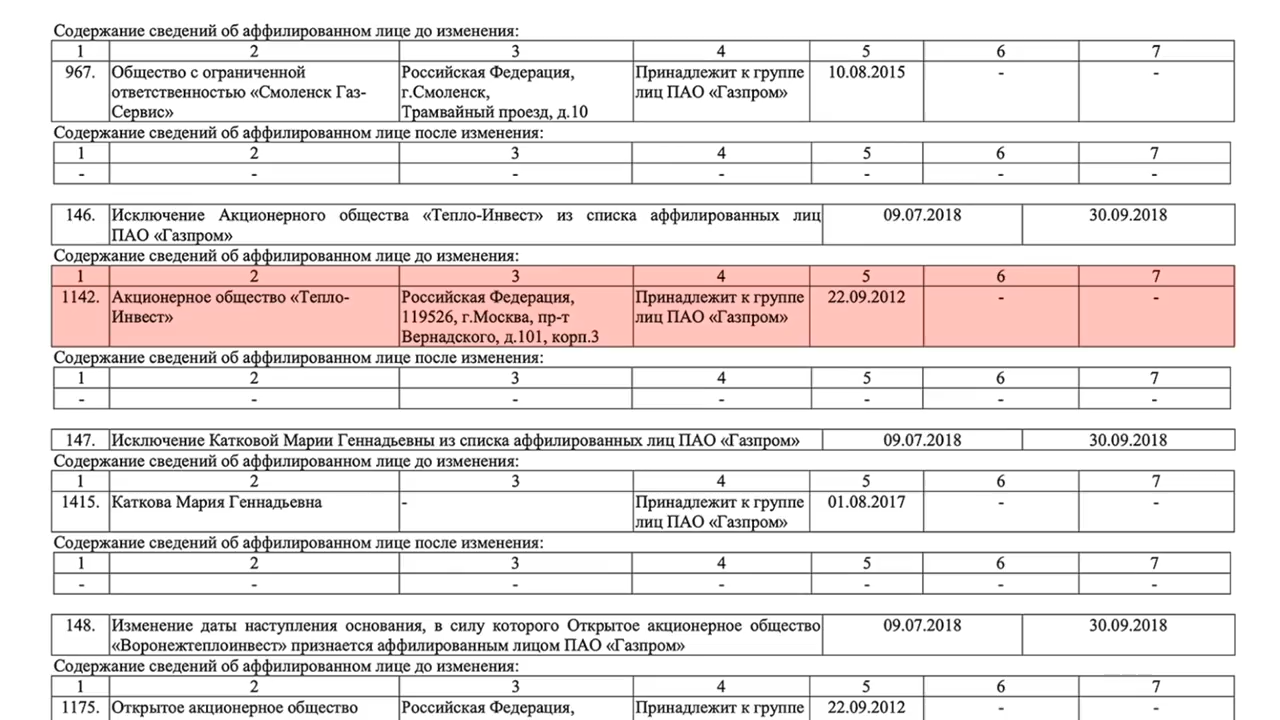 Содержание сведений об аффилированном лице до изменения:
1 2 3 4 5 6 7
967. Общество с ограниченной Российская Федерация, Принадлежит к группе 10.08.2015 - -
ответственностью «Смоленск Газ- г.Смоленск, лиц ПАО «Газпром»
Сервис» Трамвайный проезд, д.10
Содержание сведений об аффилированном лице после изменения:
1 2 3 4 5 6 7
- - - - - - -
146. Исключение Акционерного общества «Тепло-Инвест» из списка аффилированных лиц 09.07.2018 30.09.2018
ПАО «Газпром»
Содержание сведений об аффилированном лице до изменения:
1 2 3 4 5 6 7
1142. Акционерное общество «Тепло- Российская Федерация, Принадлежит к группе 22.09.2012 - -
Инвест» 119526, г.Москва, пр-т лиц ПАО «Газпром»
Вернадского, д.101, корп.3
Содержание сведений об аффилированном лице после изменения:
1 2 3 4 5 6 7
- - - - - - -
147. Исключение Катковой Марии Геннадьевны из списка аффилированных лиц ПАО «Газпром» 09.07.2018 30.09.2018
Содержание сведений об аффилированном лице до изменения:
1 2 3 4 5 6 7
1415. Каткова Мария Геннадьевна - Принадлежит к группе 01.08.2017 - -
лиц ПАО «Газпром»
Содержание сведений об аффилированном лице после изменения:
1 2 3 4 5 6 7
- - - - - - -
148. Изменение даты наступления основания, в силу которого Открытое акционерное общество 09.07.2018 30.09.2018
«Воронежтеплоинвест» признается аффилированным лицом ПАО «Газпром»
Содержание сведений об аффилированном лице до изменения:
1 2 3 4 5 6 7
1175. Открытое акционерное общество Российская Федерация, Принадлежит к группе 22.09.2012 - -